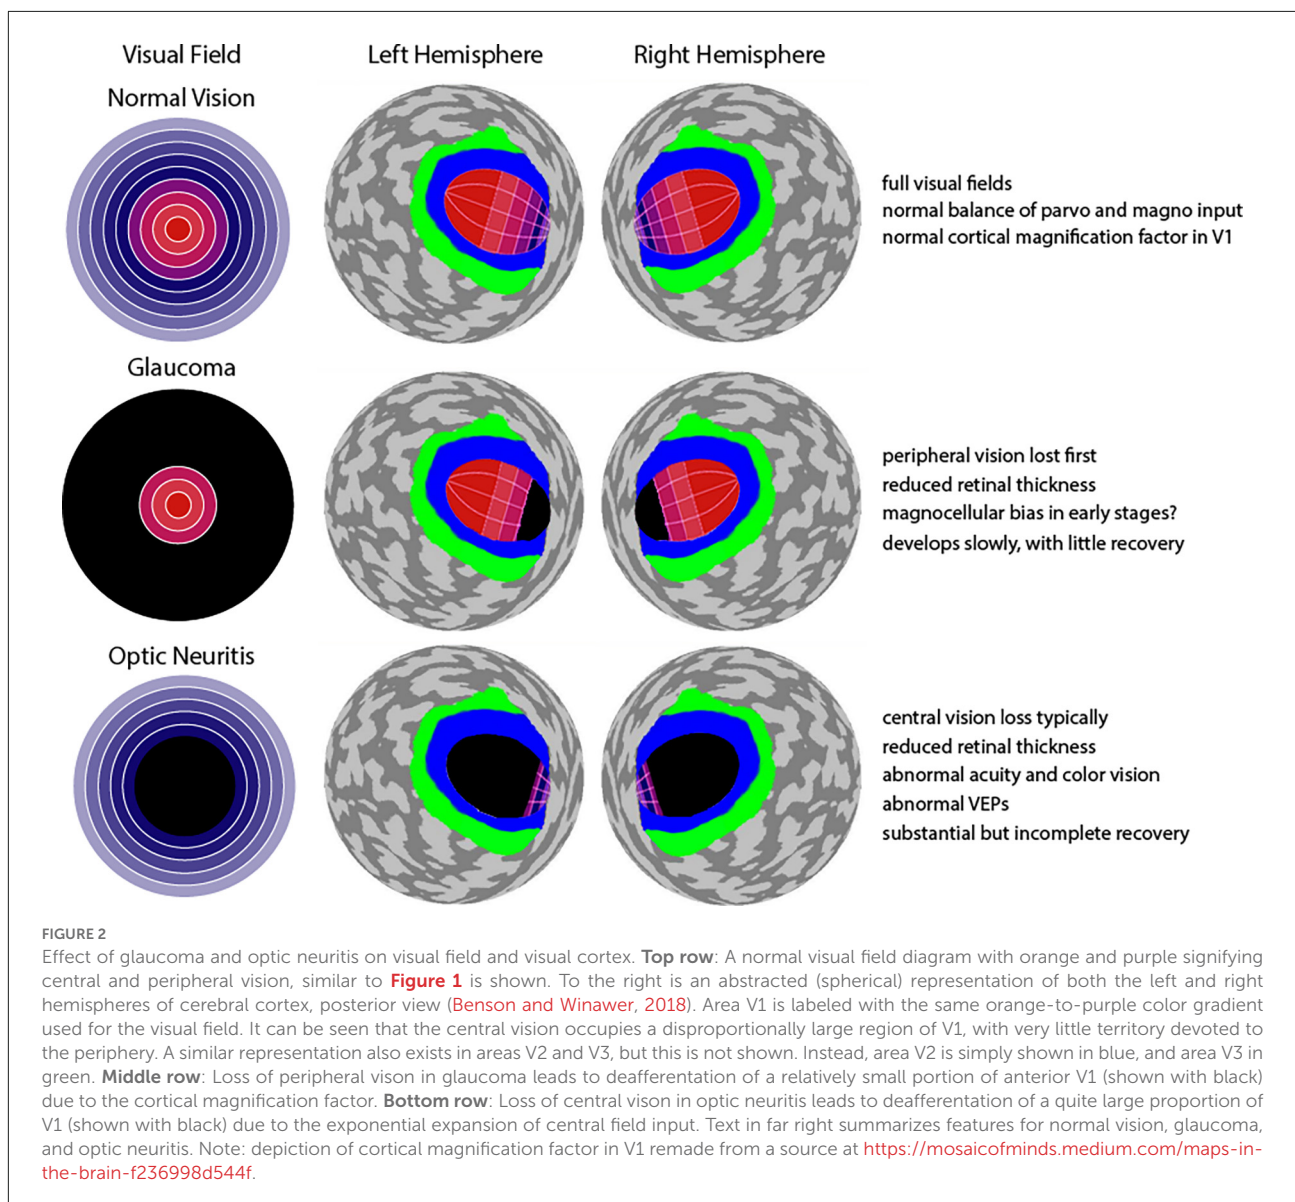 Visual Field
Left Hemisphere
Right Hemisphere
Normal Vision
full visual fields
normal balance of parvo and magno input
normal cortical magnification factor in V1
Glaucoma
peripheral vision lost first
reduced retinal thickness
magnocellular bias in early stages?
develops slowly, with little recovery
Optic Neuritis
central vision loss typically
reduced retinal thickness
abnormal acuity and color vision
abnormal VEPs
substantial but incomplete recovery
FIGURE 2
Effect of glaucoma and optic neuritis on visual field and visual cortex. Top row: A normal visual field diagram with orange and purple signifying
central and peripheral vision, similar to Figure 1 is shown. To the right is an abstracted (spherical) representation of both the left and right
hemispheres of cerebral cortex, posterior view (Benson and Winawer, 2018). Area V1 is labeled with the same orange-to-purple color gradient
used for the visual field. It can be seen that the central vision occupies a disproportionally large region of V1, with very little territory devoted to
the periphery. A similar representation also exists in areas V2 and V3, but this is not shown. Instead, area V2 is simply shown in blue, and area V3 in
green. Middle row: Loss of peripheral vison in glaucoma leads to deafferentation of a relatively small portion of anterior V1 (shown with black)
due to the cortical magnification factor. Bottom row: Loss of central vison in optic neuritis leads to deafferentation of a quite large proportion of
V1 (shown with black) due to the exponential expansion of central field input. Text in far right summarizes features for normal vision, glaucoma,
and optic neuritis. Note: depiction of cortical magnification factor in V1 remade from a source at https://mosaicofminds.medium.com/maps-in-
the-brain-f236998d544f.